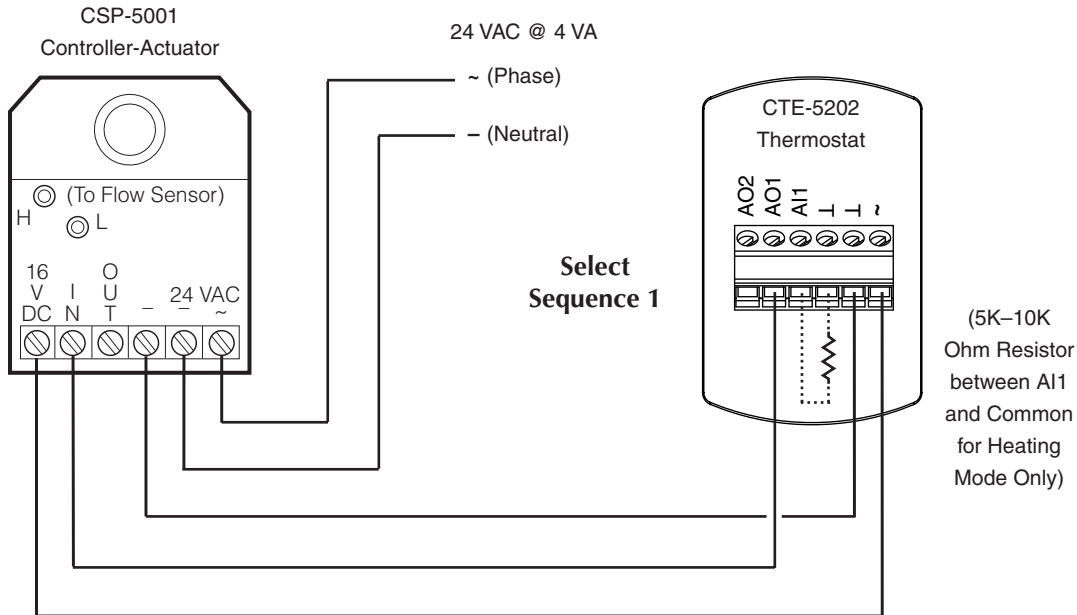 CSP-5001
Controller-Actuator
24 VAC @ 4 VA
~ (Phase)
– (Neutral)
CTE-5202
Thermostat
AO2
AO1
AI1
⊥
⊥
~
(To Flow Sensor)
H
L
16
V
DC
I
N
O
U
T
–
24 VAC
–
~
Select
Sequence 1
(5K–10K
Ohm Resistor
between AI1
and Common
for Heating
Mode Only)